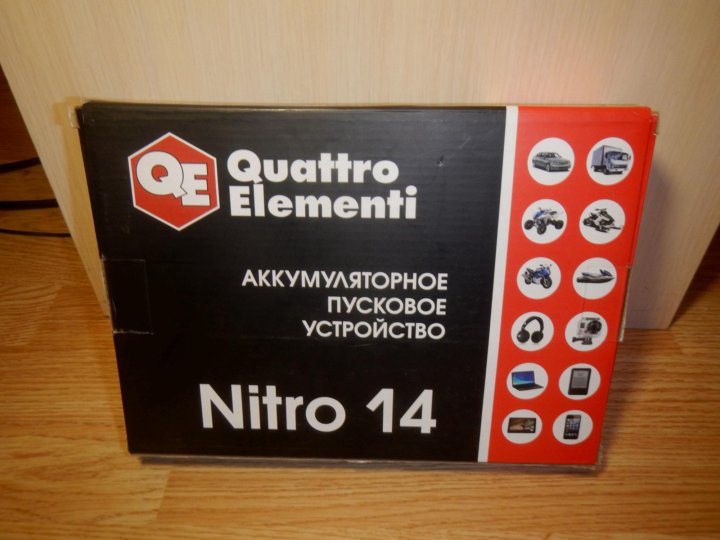 QE
Quattro
Elementi
АККУМУЛЯТОРНОЕ
ПУСКОВОЕ
УСТРОЙСТВО
Nitro 14